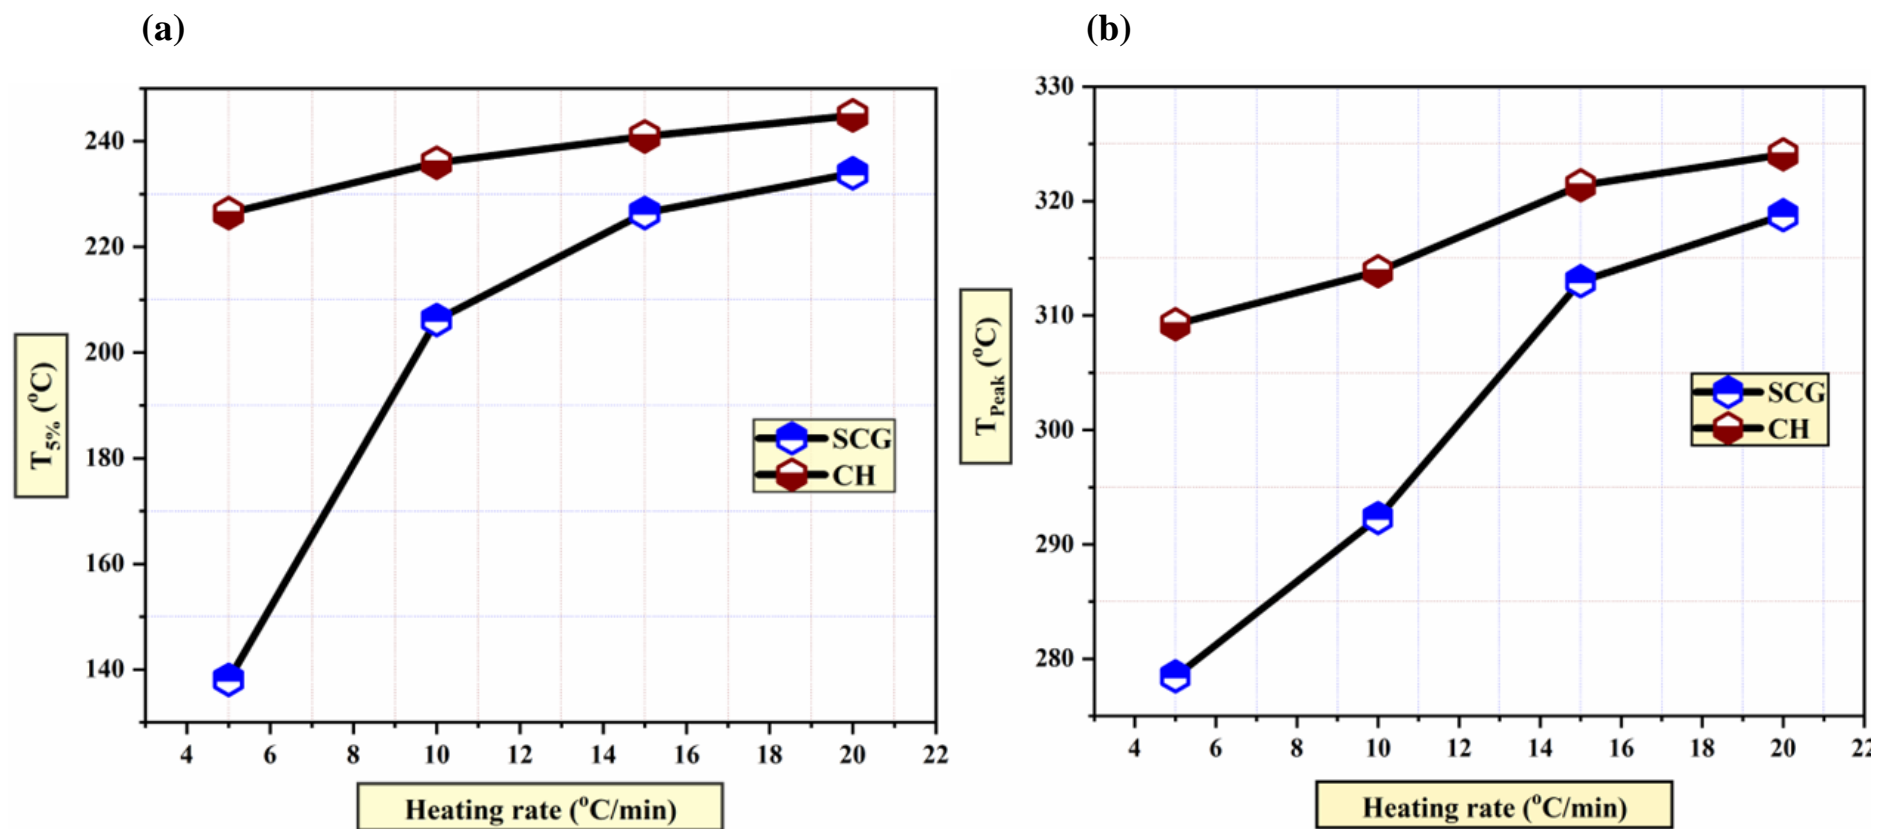 (a)
(b)
240
220
200
180
160
140
T5% (oC)
SCG
CH
4 6 8 10 12 14 16 18 20 22
Heating rate (oC/min)
330
320
310
300
290
280
TPeak (oC)
SCG
CH
4 6 8 10 12 14 16 18 20 22
Heating rate (oC/min)